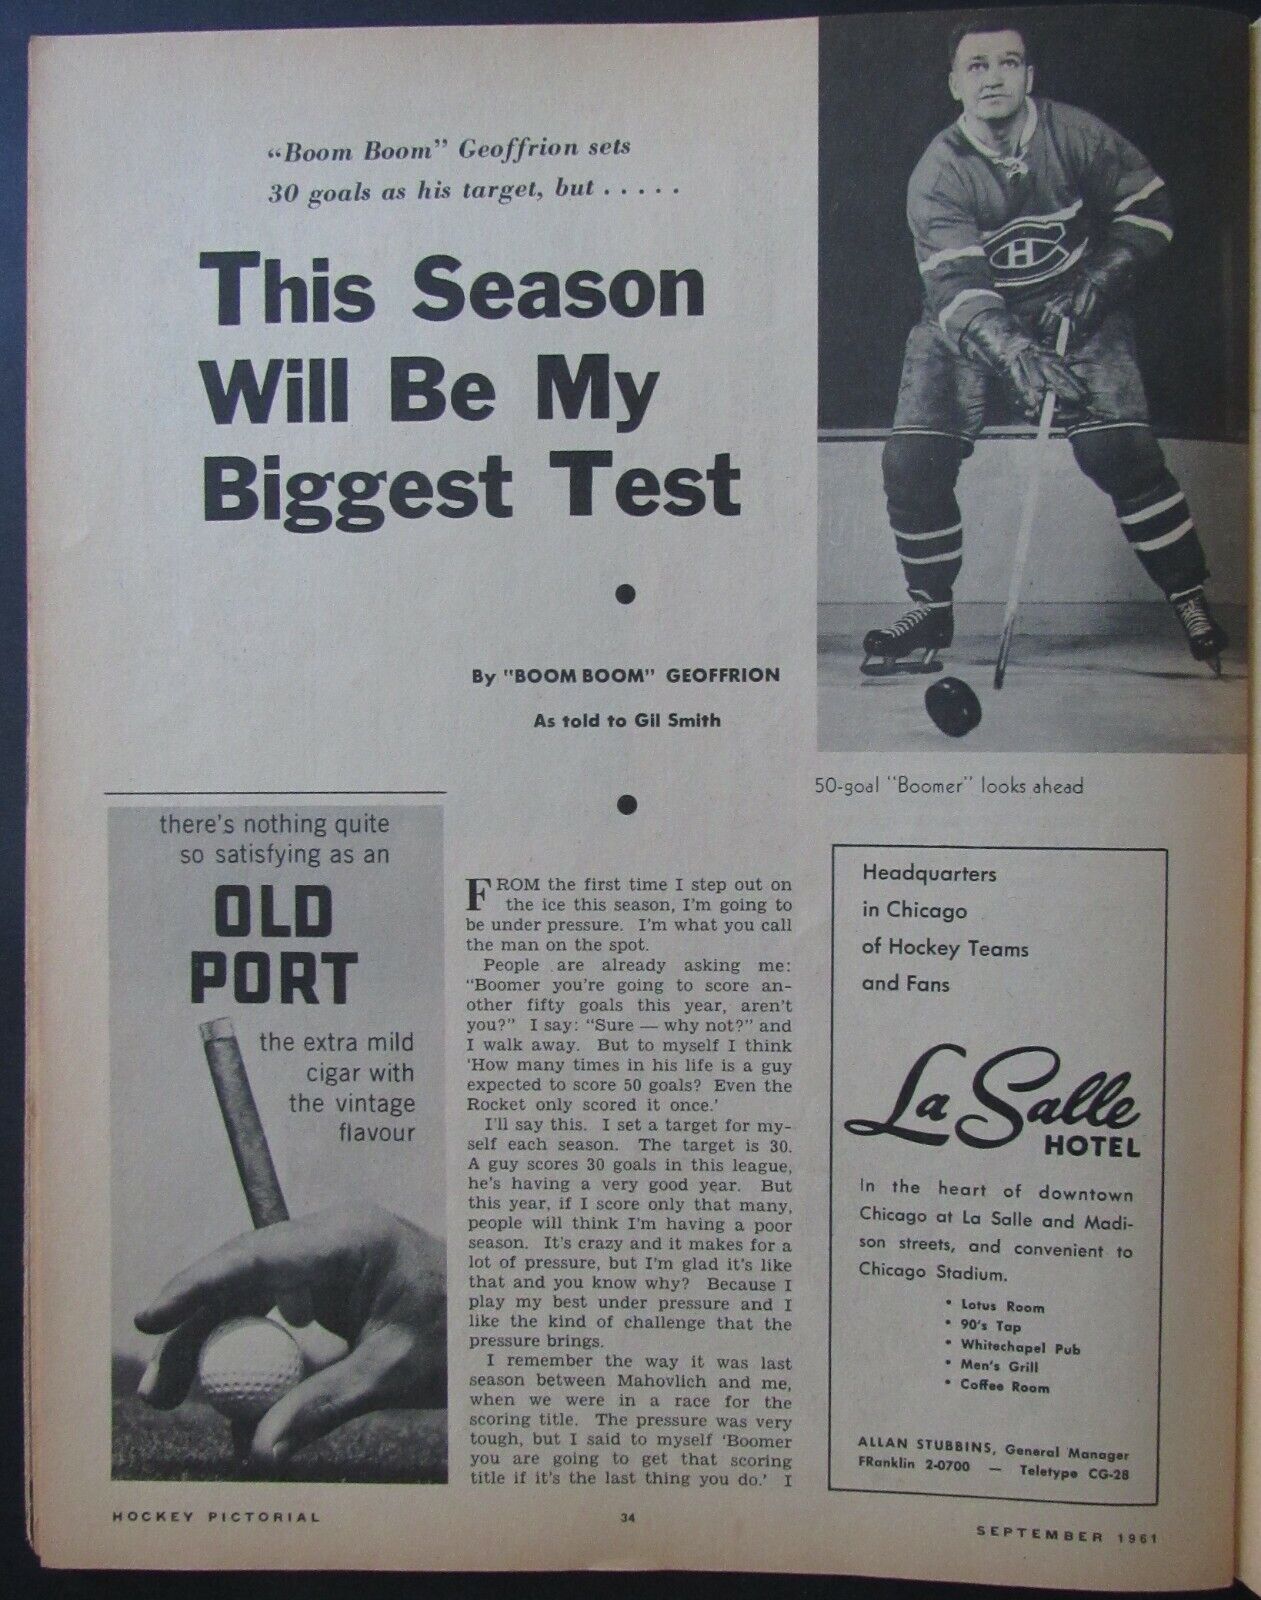 “Boom Boom” Geoffrion sets
30 goals as his target, but . . . . .
This Season
Will Be My
Biggest Test
By "BOOM BOOM" GEOFFRION
As told to Gil Smith
H
50-goal "Boomer" looks ahead
there's nothing quite
so satisfying as an
OLD
PORT
the extra mild
cigar with
the vintage
flavour
FROM the first time I step out on
the ice this season, I'm going to
be under pressure. I'm what you call
the man on the spot.
People are already asking me:
“Boomer you're going to score an-
other fifty goals this year, aren't
you?” I say: “Sure — why not?” and
I walk away. But to myself I think
‘How many times in his life is a guy
expected to score 50 goals? Even the
Rocket only scored it once.’
I'll say this. I set a target for my-
self each season. The target is 30.
A guy scores 30 goals in this league,
he's having a very good year. But
this year, if I score only that many,
people will think I'm having a poor
season. It's crazy and it makes for a
lot of pressure, but I'm glad it's like
that and you know why? Because I
play my best under pressure and I
like the kind of challenge that the
pressure brings.
I remember the way it was last
season between Mahovlich and me,
when we were in a race for the
scoring title. The pressure was very
tough, but I said to myself ‘Boomer
you are going to get that scoring
title if it's the last thing you do.’ I
Headquarters
in Chicago
of Hockey Teams
and Fans
La Salle
HOTEL
In the heart of downtown
Chicago at La Salle and Madi-
son streets, and convenient to
Chicago Stadium.
• Lotus Room
• 90's Tap
• Whitechapel Pub
• Men's Grill
• Coffee Room
ALLAN STUBBINS, General Manager
FRanklin 2-0700 — Teletype CG-28
HOCKEY PICTORIAL
34
SEPTEMBER 1961